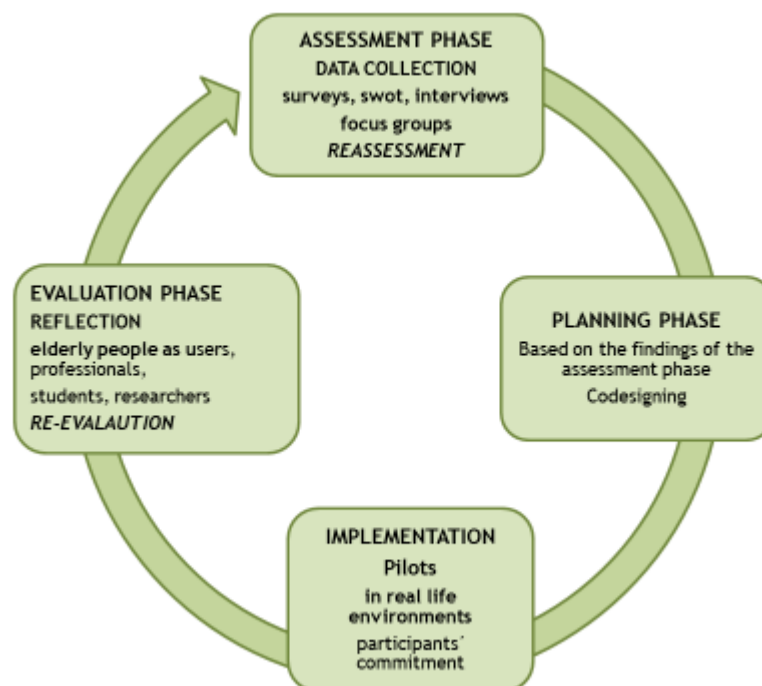 ASSESSMENT PHASE
DATA COLLECTION
surveys, swot, interviews
focus groups
REASSESSMENT
EVALUATION PHASE
REFLECTION
elderly people as users,
professionals,
students, researchers
RE-EVALAUTION
PLANNING PHASE
Based on the findings of the
assessment phase
Codesigning
IMPLEMENTATION
Pilots
in real life
environments
participants´
commitment